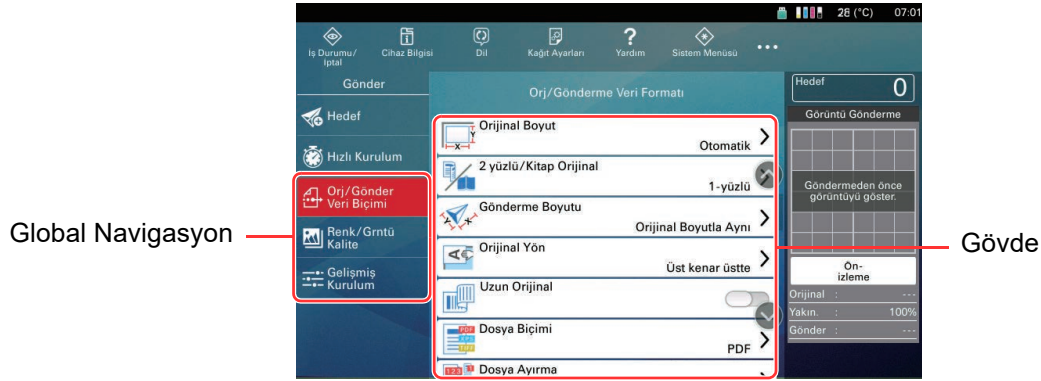 28 (°C) 07:01
İş Durumu/
İptal
Cihaz Bilgisi
Dil
Kağıt Ayarları
Yardım
Sistem Menüsü
Gönder
Hedef
Hızlı Kurulum
Orj/Gönder
Veri Biçimi
Renk/Grntü
Kalite
Gelişmiş
Kurulum
Global Navigasyon
Orj/Gönderme Veri Formatı
Orijinal Boyut
Otomatik
2 yüzlü/Kitap Orijinal
1-yüzlü
Gönderme Boyutu
Orijinal Boyutla Aynı
Orijinal Yön
Üst kenar üstte
Uzun Orijinal
Dosya Biçimi
PDF
Dosya Ayırma
Hedef
0
Görüntü Gönderme
Göndermeden önce
görüntüyü göster.
Ön-
izleme
Orijinal : ---
Yakın. : 100%
Gönder : ---
Gövde